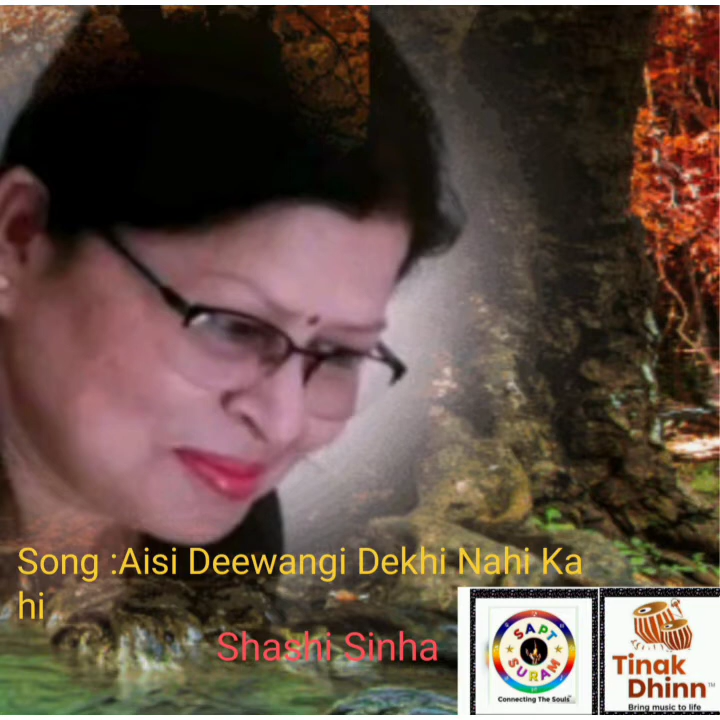 Song :Aisi Deewangi Dekhi Nahi Ka
hi
Shashi Sinha
SAPT
SURAM
Connecting The Souls
Tinak
Dhinn™
Bring music to life